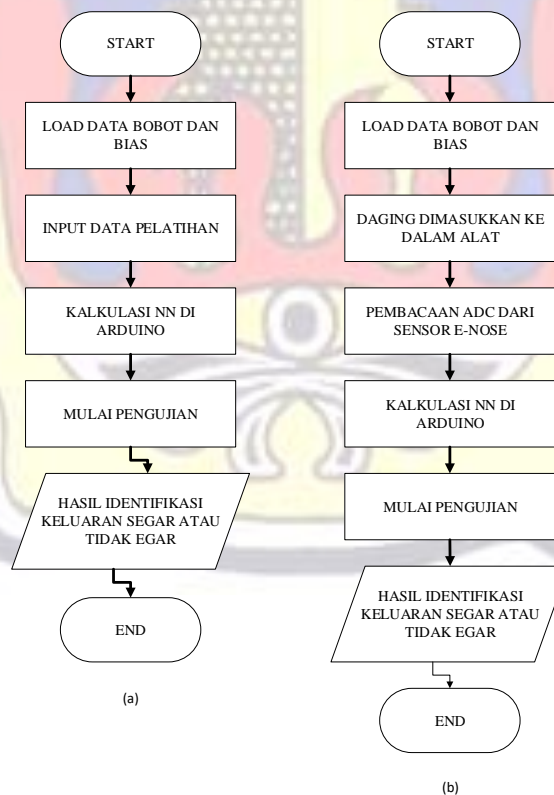 START
LOAD DATA BOBOT DAN
BIAS
INPUT DATA PELATIHAN
KALKULASI NN DI
ARDUINO
MULAI PENGUJIAN
HASIL IDENTIFIKASI
KELUARAN SEGAR ATAU
TIDAK EGAR
END
(a)
START
LOAD DATA BOBOT DAN
BIAS
DAGING DIMASUKKAN KE
DALAM ALAT
PEMBACAAN ADC DARI
SENSOR E-NOSE
KALKULASI NN DI
ARDUINO
MULAI PENGUJIAN
HASIL IDENTIFIKASI
KELUARAN SEGAR ATAU
TIDAK EGAR
END
(b)